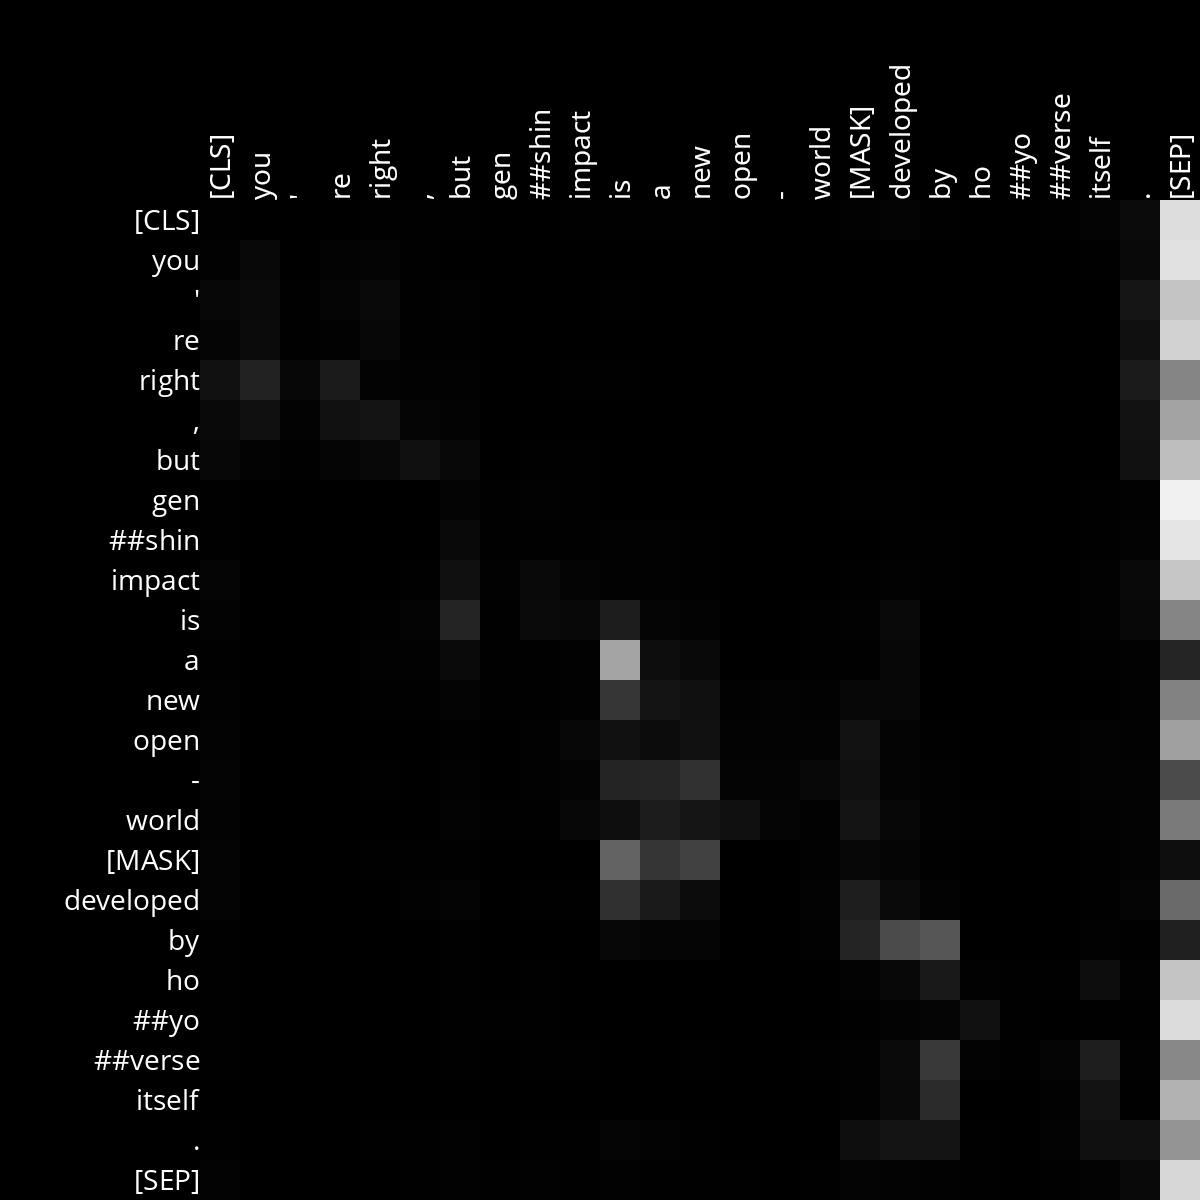 [CLS] you ' re right , but gen ##shin impact is a new open - world [MASK] developed by ho ##yo ##verse itself . [SEP]
[CLS]
you
'
re
right
,
but
gen
##shin
impact
is
a
new
open
-
world
[MASK]
developed
by
ho
##yo
##verse
itself
.
[SEP]